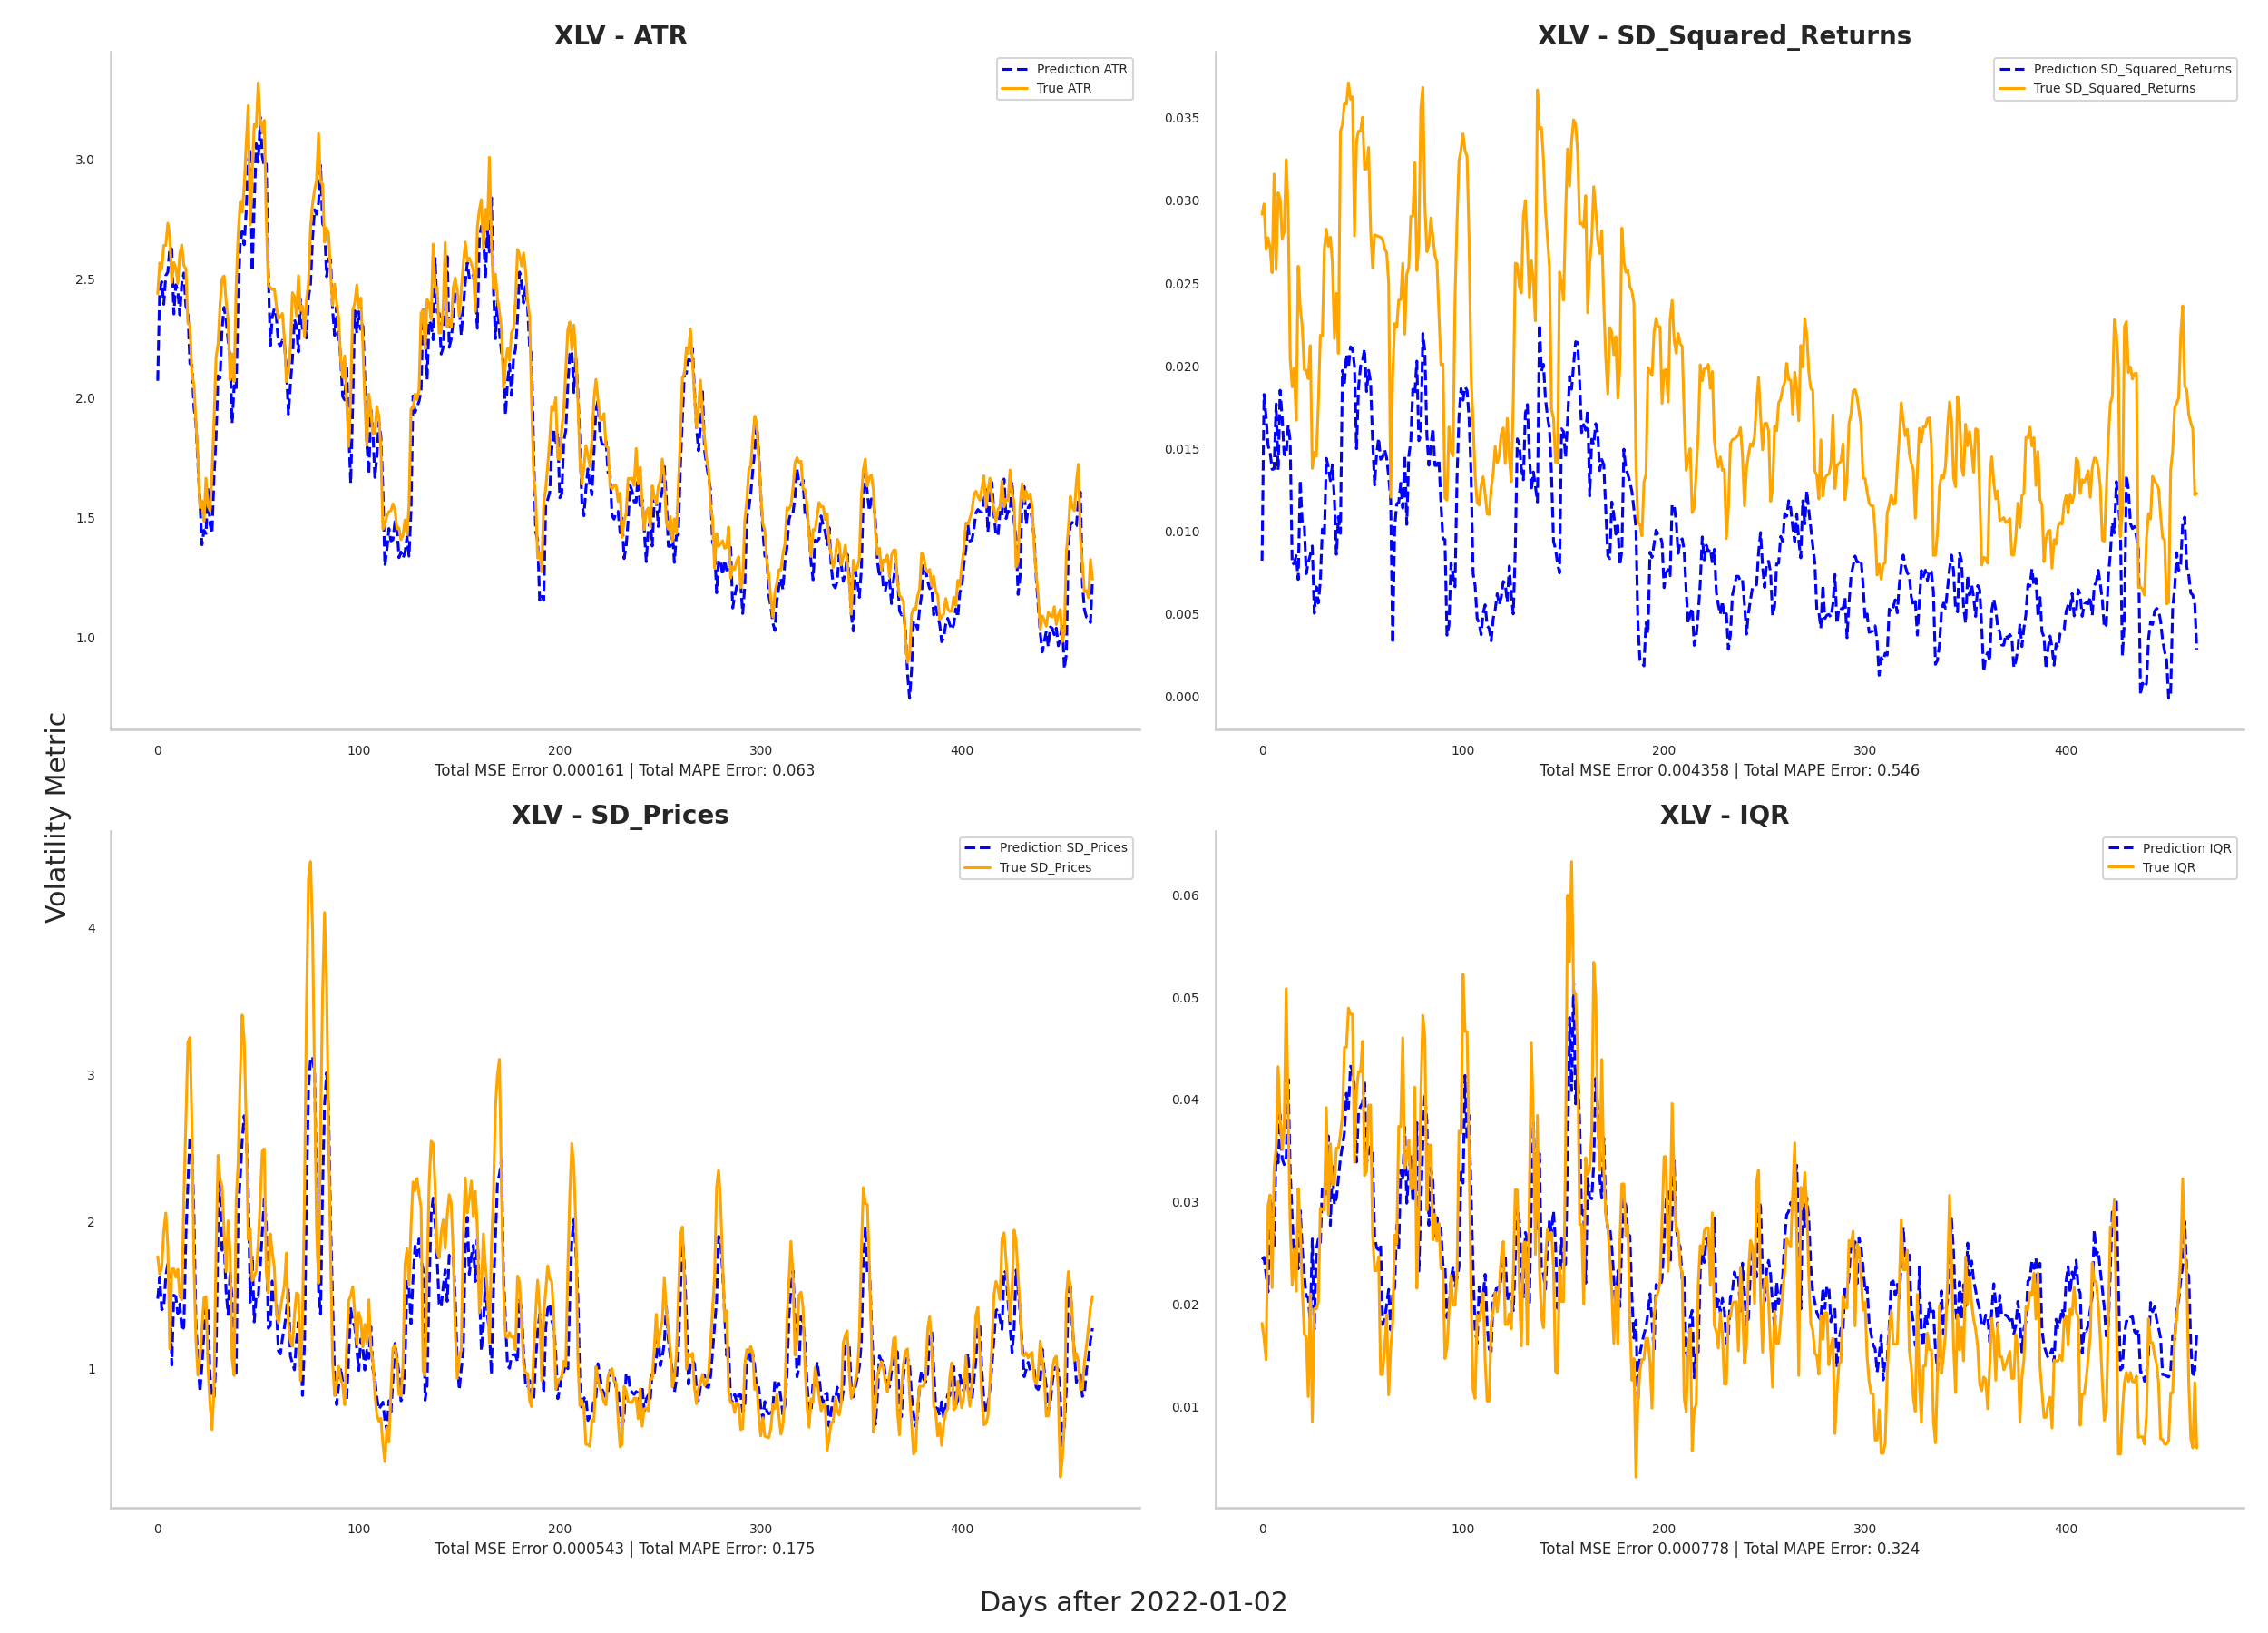 XLV - ATR
Prediction ATR
True ATR
3.0
2.5
2.0
1.5
1.0
0 100 200 300 400
Total MSE Error 0.000161 | Total MAPE Error: 0.063
XLV - SD_Squared_Returns
Prediction SD_Squared_Returns
True SD_Squared_Returns
0.035
0.030
0.025
0.020
0.015
0.010
0.005
0.000
0 100 200 300 400
Total MSE Error 0.004358 | Total MAPE Error: 0.546
Volatility Metric
XLV - SD_Prices
Prediction SD_Prices
True SD_Prices
4
3
2
1
0 100 200 300 400
Total MSE Error 0.000543 | Total MAPE Error: 0.175
XLV - IQR
Prediction IQR
True IQR
0.06
0.05
0.04
0.03
0.02
0.01
0 100 200 300 400
Total MSE Error 0.000778 | Total MAPE Error: 0.324
Days after 2022-01-02